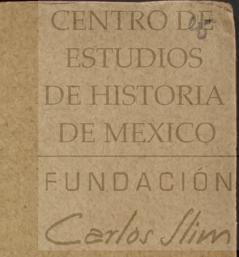 CENTRO DE
ESTUDIOS
DE HISTORIA
DE MEXICO
FUNDACIÓN
Carlos Slim